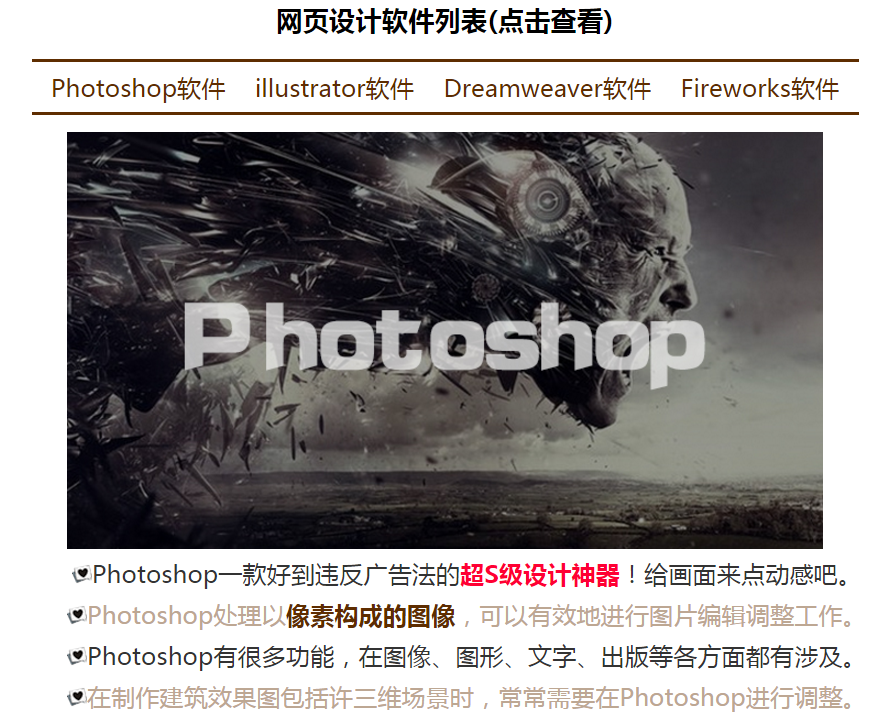 网页设计软件列表(点击查看)
Photoshop软件 illustrator软件 Dreamweaver软件 Fireworks软件
Photoshop
Photoshop一款好到违反广告法的超S级设计神器！给画面来点动感吧。
Photoshop处理以像素构成的图像，可以有效地进行图片编辑调整工作。
Photoshop有很多功能，在图像、图形、文字、出版等各方面都有涉及。
在制作建筑效果图包括许三维场景时，常常需要在Photoshop进行调整。